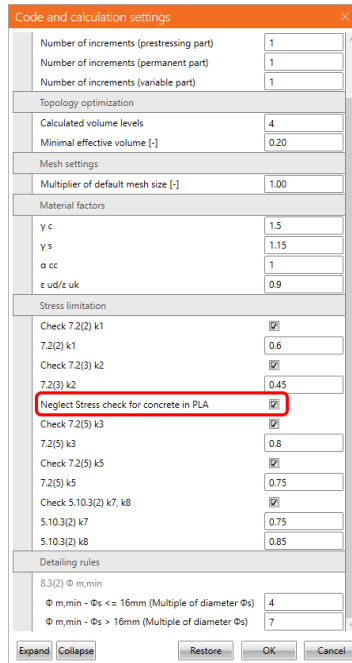 Code and calculation settings
Number of increments (prestressing part) 1
Number of increments (permanent part) 1
Number of increments (variable part) 1
Topology optimization
Calculated volume levels 4
Minimal effective volume [-] 0.20
Mesh settings
Multiplier of default mesh size [-] 1.00
Material factors
γ c 1.5
γ s 1.15
α cc 1
ε ud/ε uk 0.9
Stress limitation
Check 7.2(2) k1
7.2(2) k1 0.6
Check 7.2(3) k2
7.2(3) k2 0.45
Neglect Stress check for concrete in PLA
Check 7.2(5) k3
7.2(5) k3 0.8
Check 7.2(5) k5
7.2(5) k5 0.75
Check 5.10.3(2) k7, k8
5.10.3(2) k7 0.75
5.10.3(2) k8 0.85
Detailing rules
8.3(2) Φ m,min
Φ m,min - Φs <= 16mm (Multiple of diameter Φs) 4
Φ m,min - Φs > 16mm (Multiple of diameter Φs) 7
Expand Collapse Restore OK Cancel